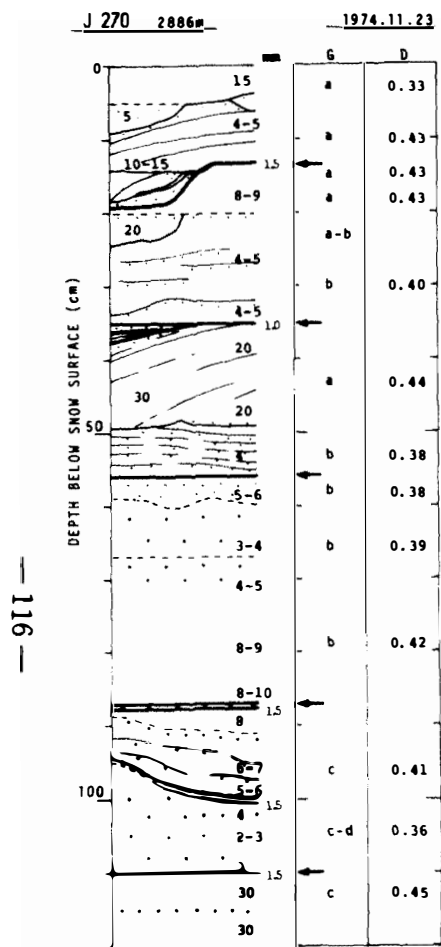 J 270 2886m 1974.11.23
mm G D
0
15 a 0.33
5
4-5 a 0.43
1.5
10-15 a 0.43
8-9 a 0.43
20 a-b
4-5
b 0.40
4-5
1.0
20
a 0.44
30
20
50
b 0.38
5-6 b 0.38
3-4 b 0.39
4-5
8-9 b 0.42
8-10
1.5
8
6-7 c 0.41
5-6
100 1.5
4
2-3 c-d 0.36
1.5
30 c 0.45
30
DEPTH BELOW SNOW SURFACE (cm)
— 116 —